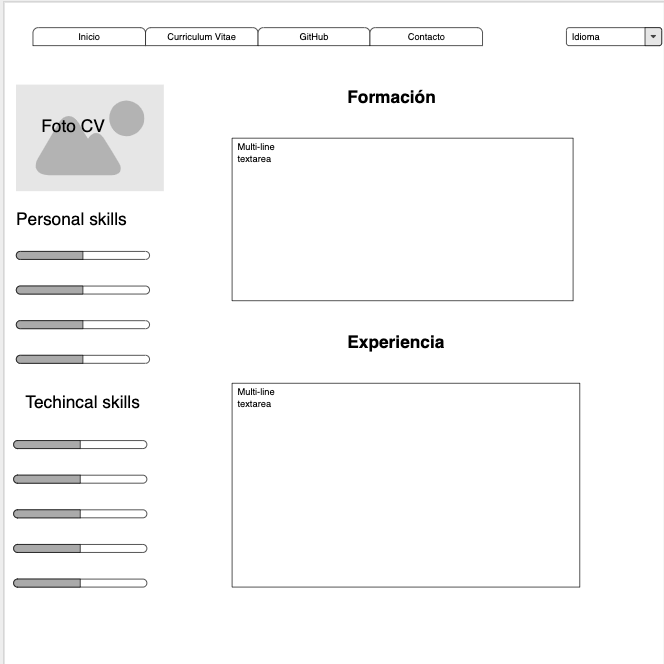 Inicio
Curriculum Vitae
GitHub
Contacto
Idioma
Foto CV
Personal skills
Techincal skills
Formación
Multi-line
textarea
Experiencia
Multi-line
textarea